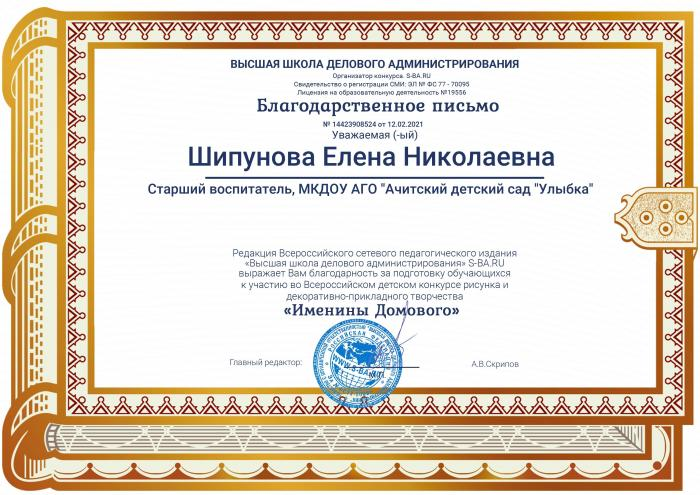 ВЫСШАЯ ШКОЛА ДЕЛОВОГО АДМИНИСТРИРОВАНИЯ
Организатор конкурса S-BA.RU
Свидетельство о регистрации СМИ: ЭЛ № ФС 77 - 70095
Лицензия на образовательную деятельность №19556
Благодарственное письмо
№ 14423908524 от 12.02.2021
Уважаемая (-ый)
Шипунова Елена Николаевна
Старший воспитатель, МКДОУ АГО "Ачитский детский сад "Улыбка"
Редакция Всероссийского сетевого педагогического издания
«Высшая школа делового администрирования» S-BA.RU
выражает Вам благодарность за подготовку обучающихся
к участию во Всероссийском детском конкурсе рисунка и
декоративно-прикладного творчества
«Именины Домового»
Главный редактор:
А.В.Скрипов
WWW.S-BA.RU